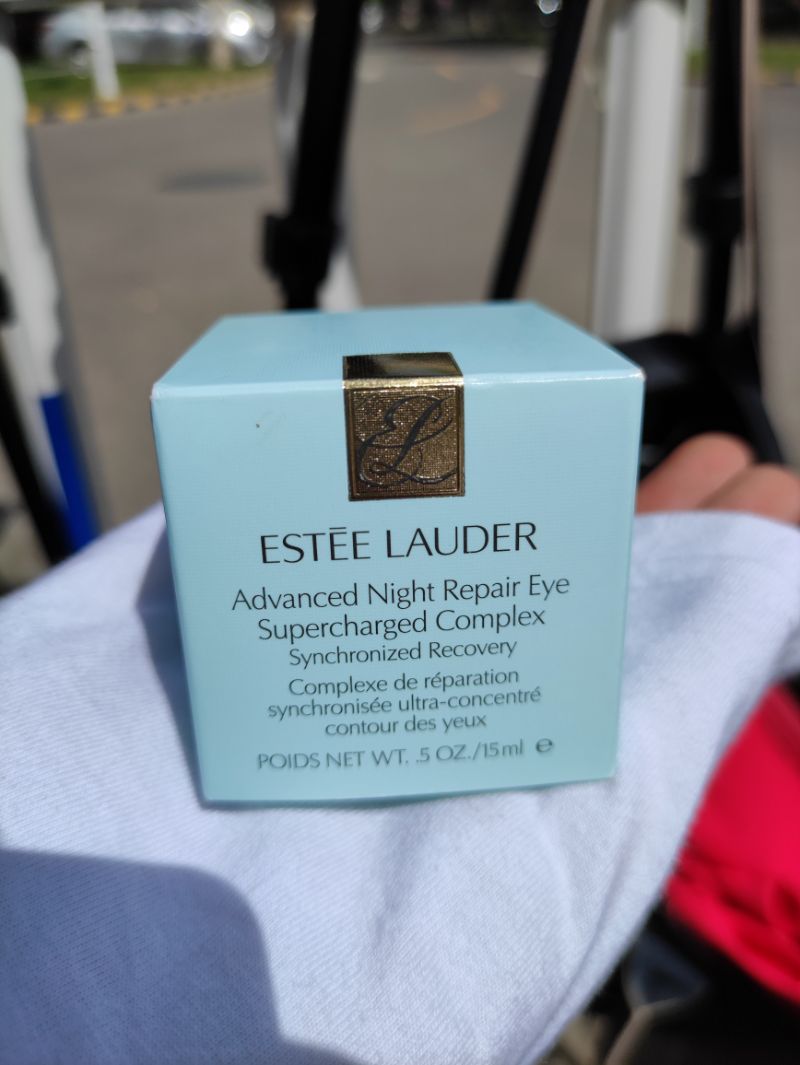 EL
ESTĒE LAUDER
Advanced Night Repair Eye
Supercharged Complex
Synchronized Recovery
Complexe de réparation
synchronisée ultra-concentré
contour des yeux
POIDS NET WT. .5 OZ./15ml ℮